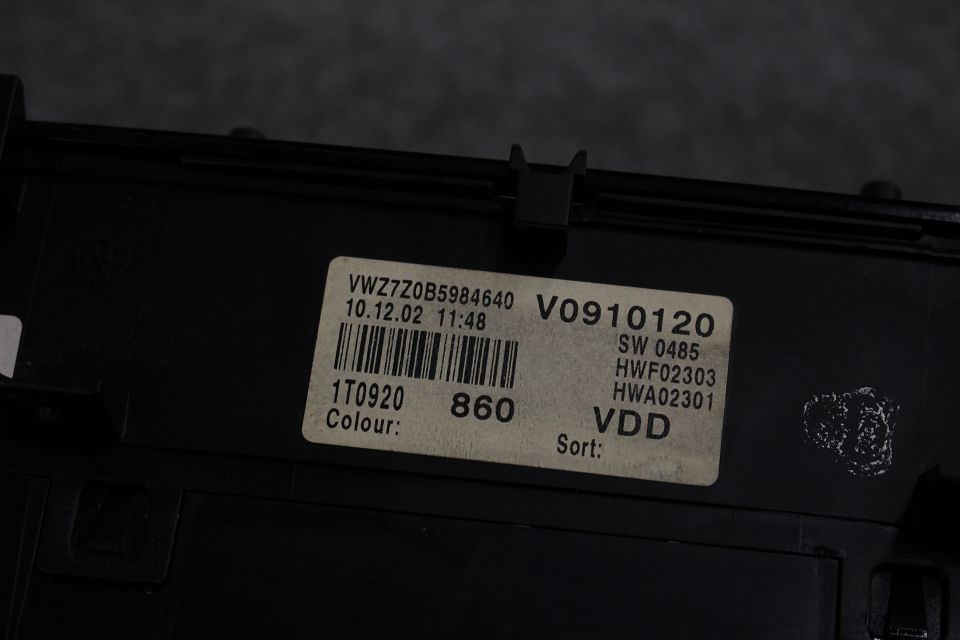 VWZ7Z0B5984640 V0910120
10.12.02 11:48
SW 0485
HWF02303
HWA02301
1T0920 860 VDD
Colour: Sort: